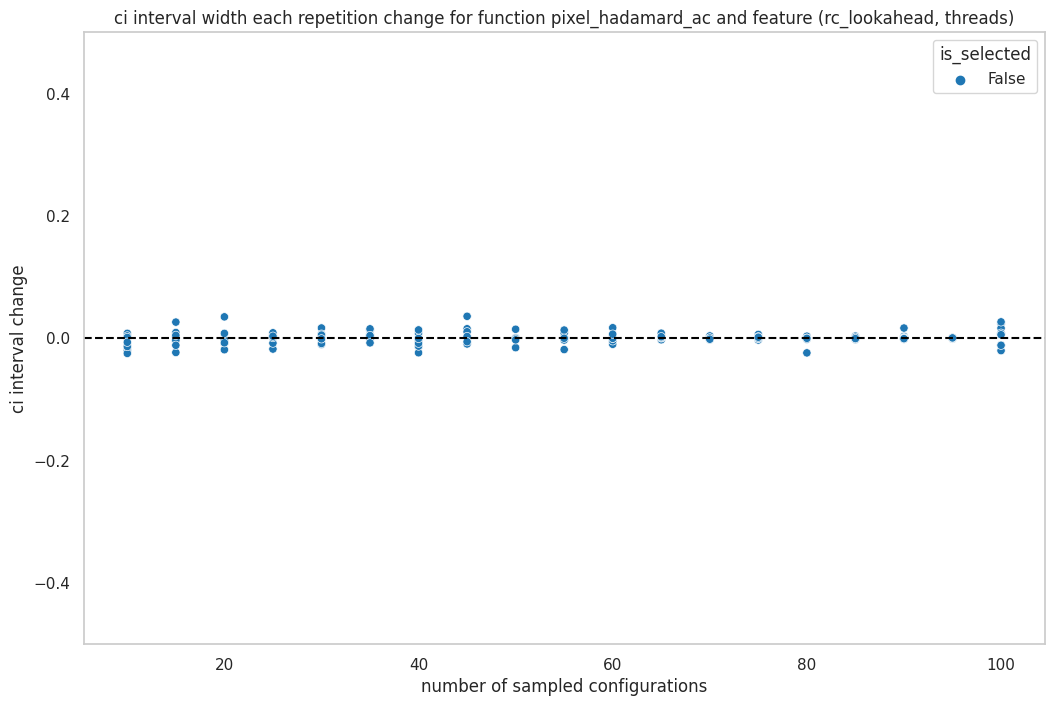 ci interval width each repetition change for function pixel_hadamard_ac and feature (rc_lookahead, threads)
is_selected
False
0.4
0.2
0.0
−0.2
−0.4
ci interval change
20
40
60
80
100
number of sampled configurations